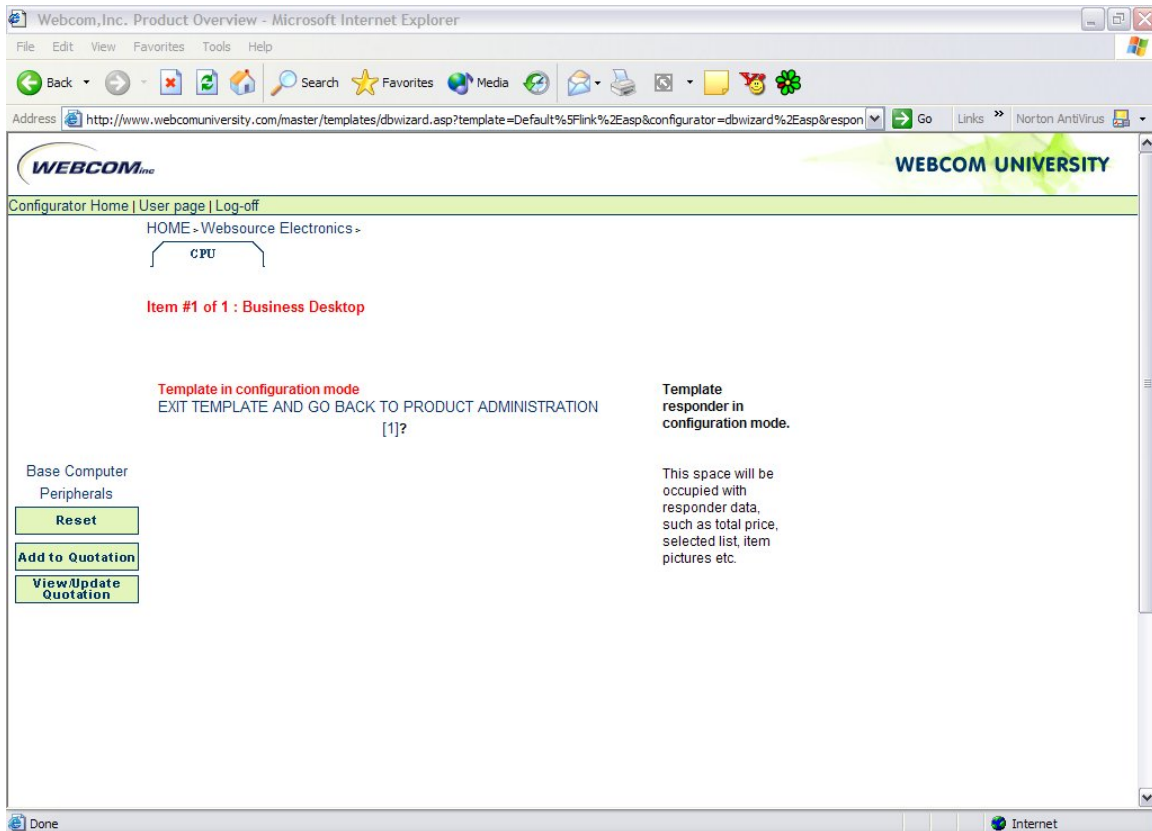 Webcom,Inc. Product Overview - Microsoft Internet Explorer
File Edit View Favorites Tools Help
Back Search Favorites Media
Address http://www.webcomuniversity.com/master/templates/dbwizard.asp?template=Default%5Flink%2Easp&configurator=dbwizard%2Easp&respon Go Links » Norton AntiVirus
WEBCOM inc
WEBCOM UNIVERSITY
Configurator Home | User page | Log-off
HOME > Websource Electronics >
CPU
Item #1 of 1 : Business Desktop
Template in configuration mode
EXIT TEMPLATE AND GO BACK TO PRODUCT ADMINISTRATION
[1]?
Template
responder in
configuration mode.
Base Computer
Peripherals
Reset
Add to Quotation
View/Update
Quotation
This space will be
occupied with
responder data,
such as total price,
selected list, item
pictures etc.
Done
Internet